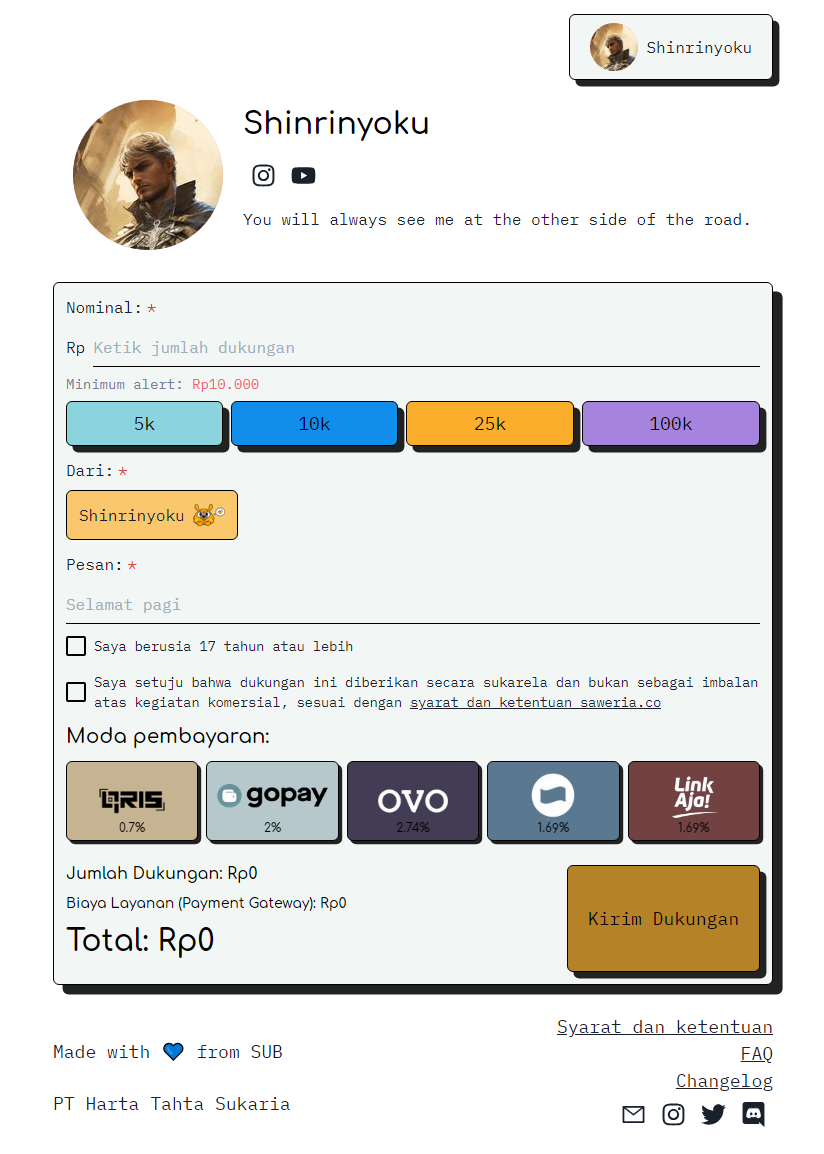 Shinrinyoku
Shinrinyoku
You will always see me at the other side of the road.
Nominal: *
Rp Ketik jumlah dukungan
Minimum alert: Rp10.000
5k 10k 25k 100k
Dari: *
Shinrinyoku
Pesan: *
Selamat pagi
Saya berusia 17 tahun atau lebih
Saya setuju bahwa dukungan ini diberikan secara sukarela dan bukan sebagai imbalan
atas kegiatan komersial, sesuai dengan syarat dan ketentuan saweria.co
Moda pembayaran:
QRIS gopay OVO Link Aja!
0.7% 2% 2.74% 1.69% 1.69%
Jumlah Dukungan: Rp0
Biaya Layanan (Payment Gateway): Rp0
Total: Rp0
Kirim Dukungan
Syarat dan ketentuan
FAQ
Changelog
Made with 💙 from SUB
PT Harta Tahta Sukaria